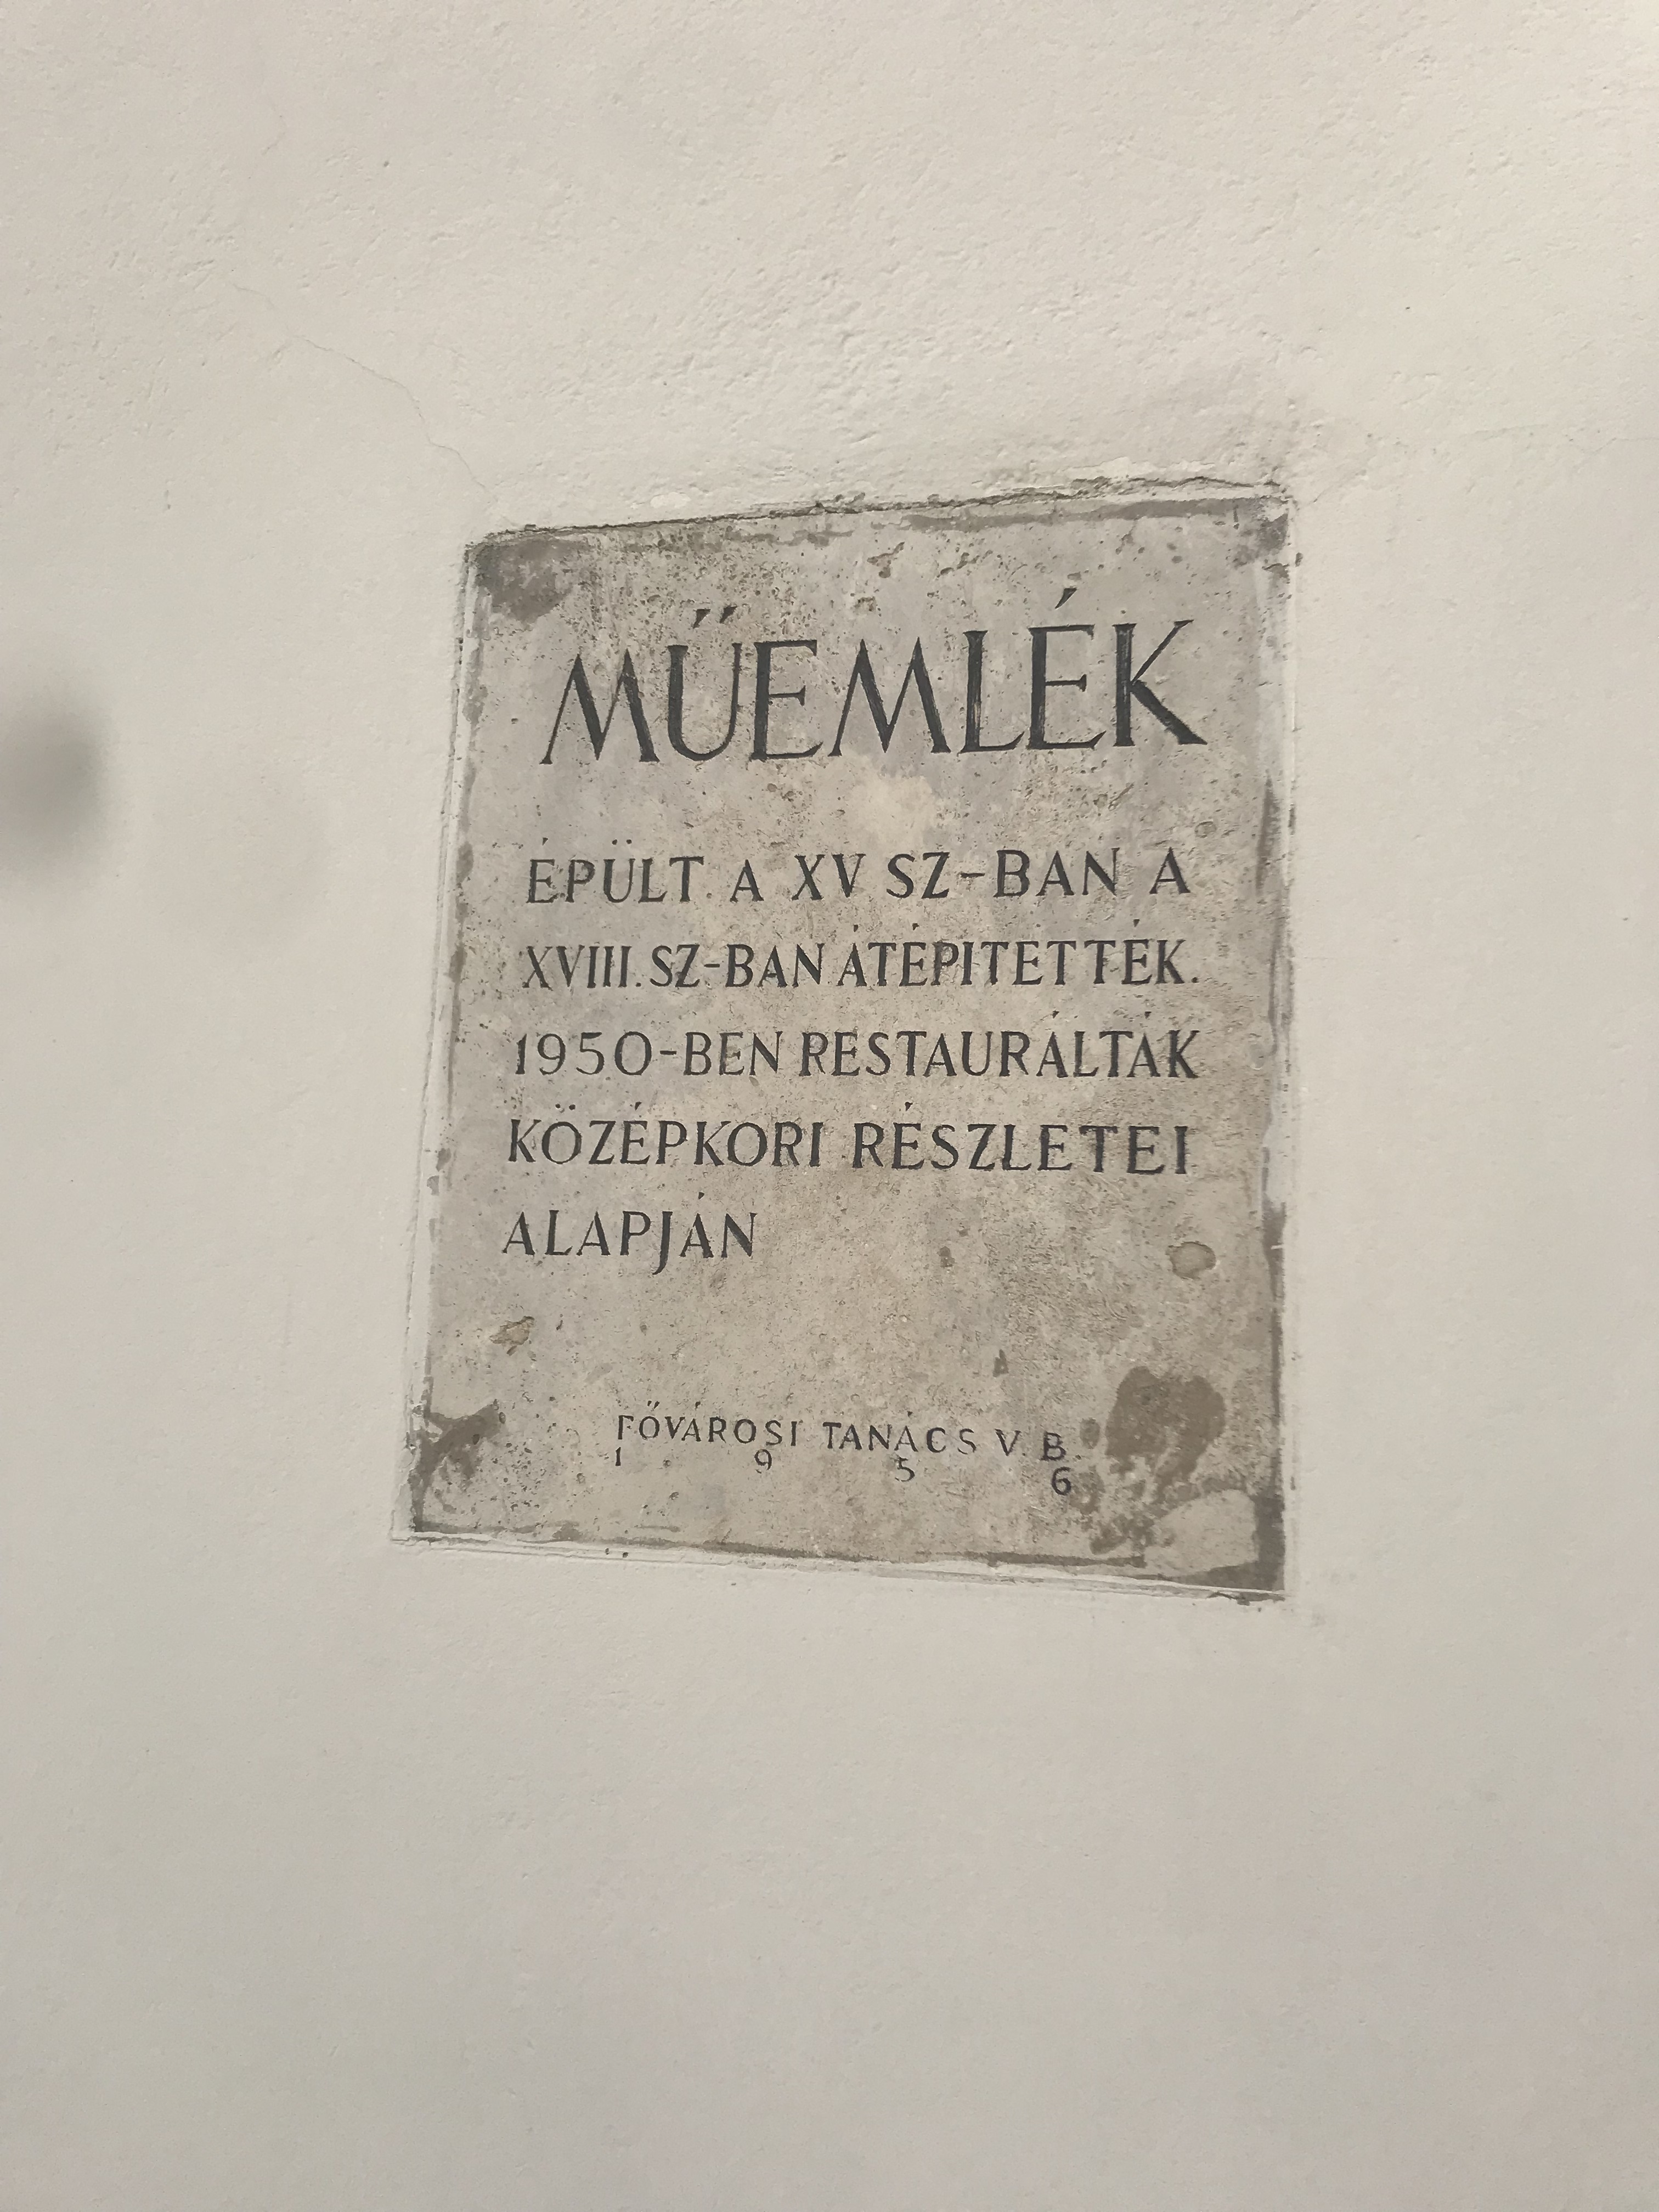 MŰEMLÉK
ÉPÜLT A XV SZ-BAN A
XVIII. SZ-BAN ÁTÉPITETTÉK.
1950-BEN RESTAURÁLTÁK
KÖZÉPKORI RÉSZLETEI
ALAPJÁN
FŐVÁROSI TANÁCS V. B.
1 9 5 6